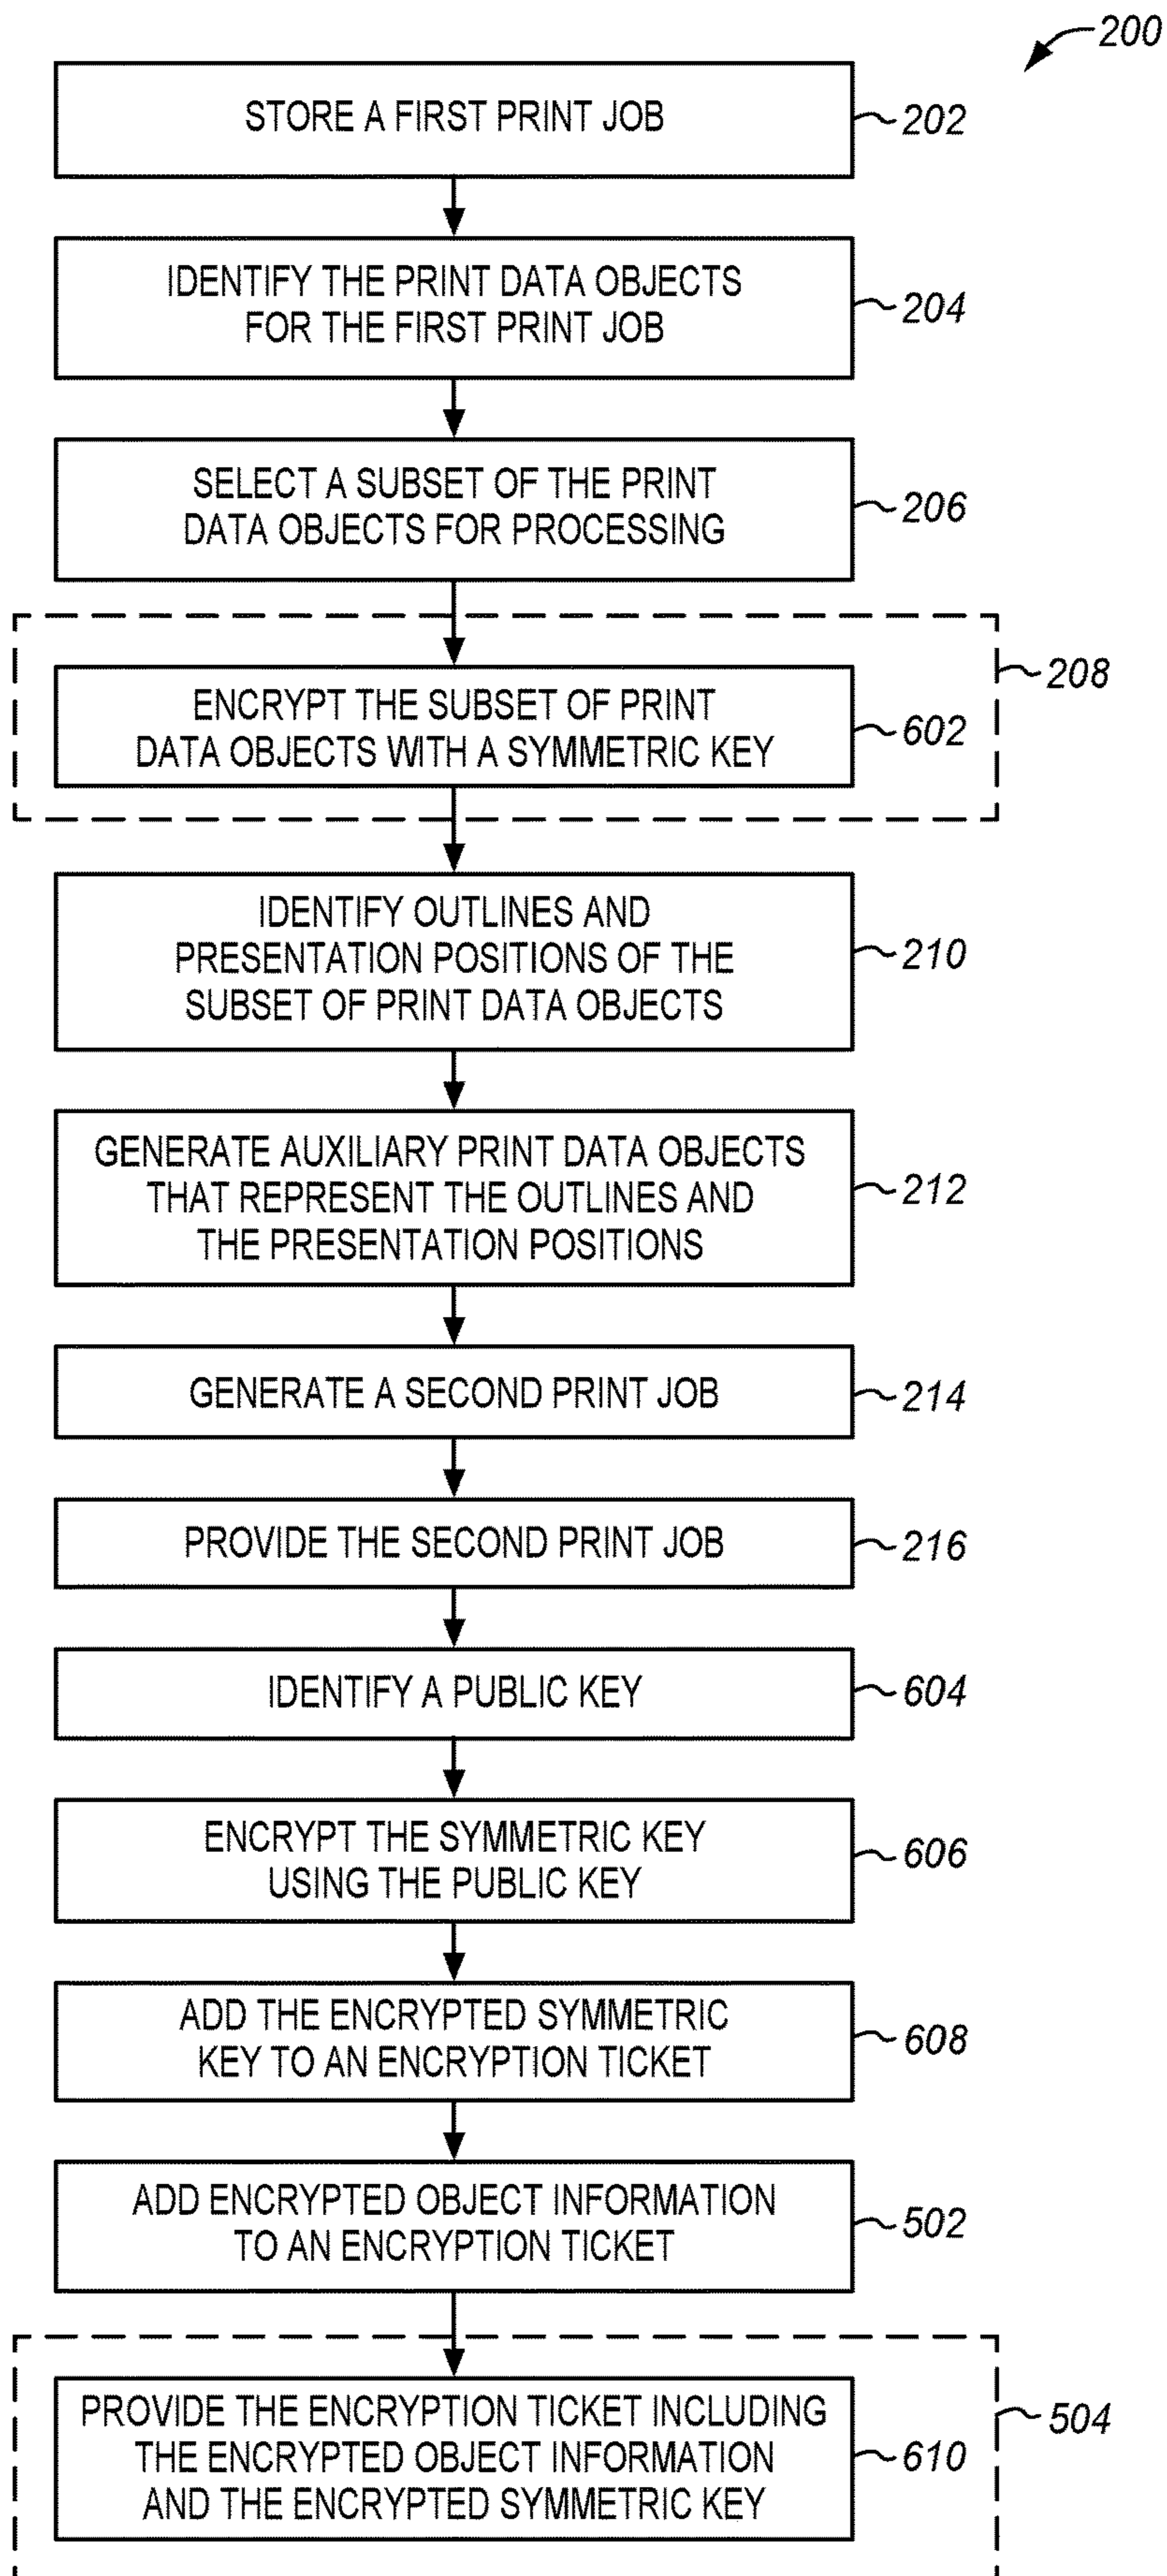 200
STORE A FIRST PRINT JOB
202
IDENTIFY THE PRINT DATA OBJECTS
FOR THE FIRST PRINT JOB
204
SELECT A SUBSET OF THE PRINT
DATA OBJECTS FOR PROCESSING
206
208
ENCRYPT THE SUBSET OF PRINT
DATA OBJECTS WITH A SYMMETRIC KEY
602
IDENTIFY OUTLINES AND
PRESENTATION POSITIONS OF THE
SUBSET OF PRINT DATA OBJECTS
210
GENERATE AUXILIARY PRINT DATA OBJECTS
THAT REPRESENT THE OUTLINES AND
THE PRESENTATION POSITIONS
212
GENERATE A SECOND PRINT JOB
214
PROVIDE THE SECOND PRINT JOB
216
IDENTIFY A PUBLIC KEY
604
ENCRYPT THE SYMMETRIC KEY
USING THE PUBLIC KEY
606
ADD THE ENCRYPTED SYMMETRIC
KEY TO AN ENCRYPTION TICKET
608
ADD ENCRYPTED OBJECT INFORMATION
TO AN ENCRYPTION TICKET
502
504
PROVIDE THE ENCRYPTION TICKET INCLUDING
THE ENCRYPTED OBJECT INFORMATION
AND THE ENCRYPTED SYMMETRIC KEY
610